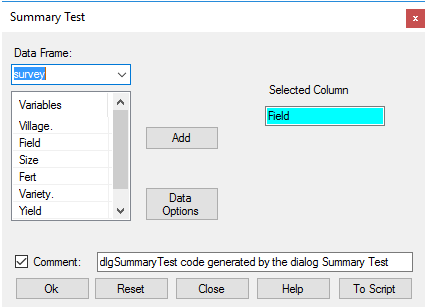 Summary Test
x
Data Frame:
survey
Selected Column
Variables
Field
Village.
Field
Add
Size
Fert
Variety.
Data
Options
Yield
Comment:
dlgSummaryTest code generated by the dialog Summary Test
Ok
Reset
Close
Help
To Script